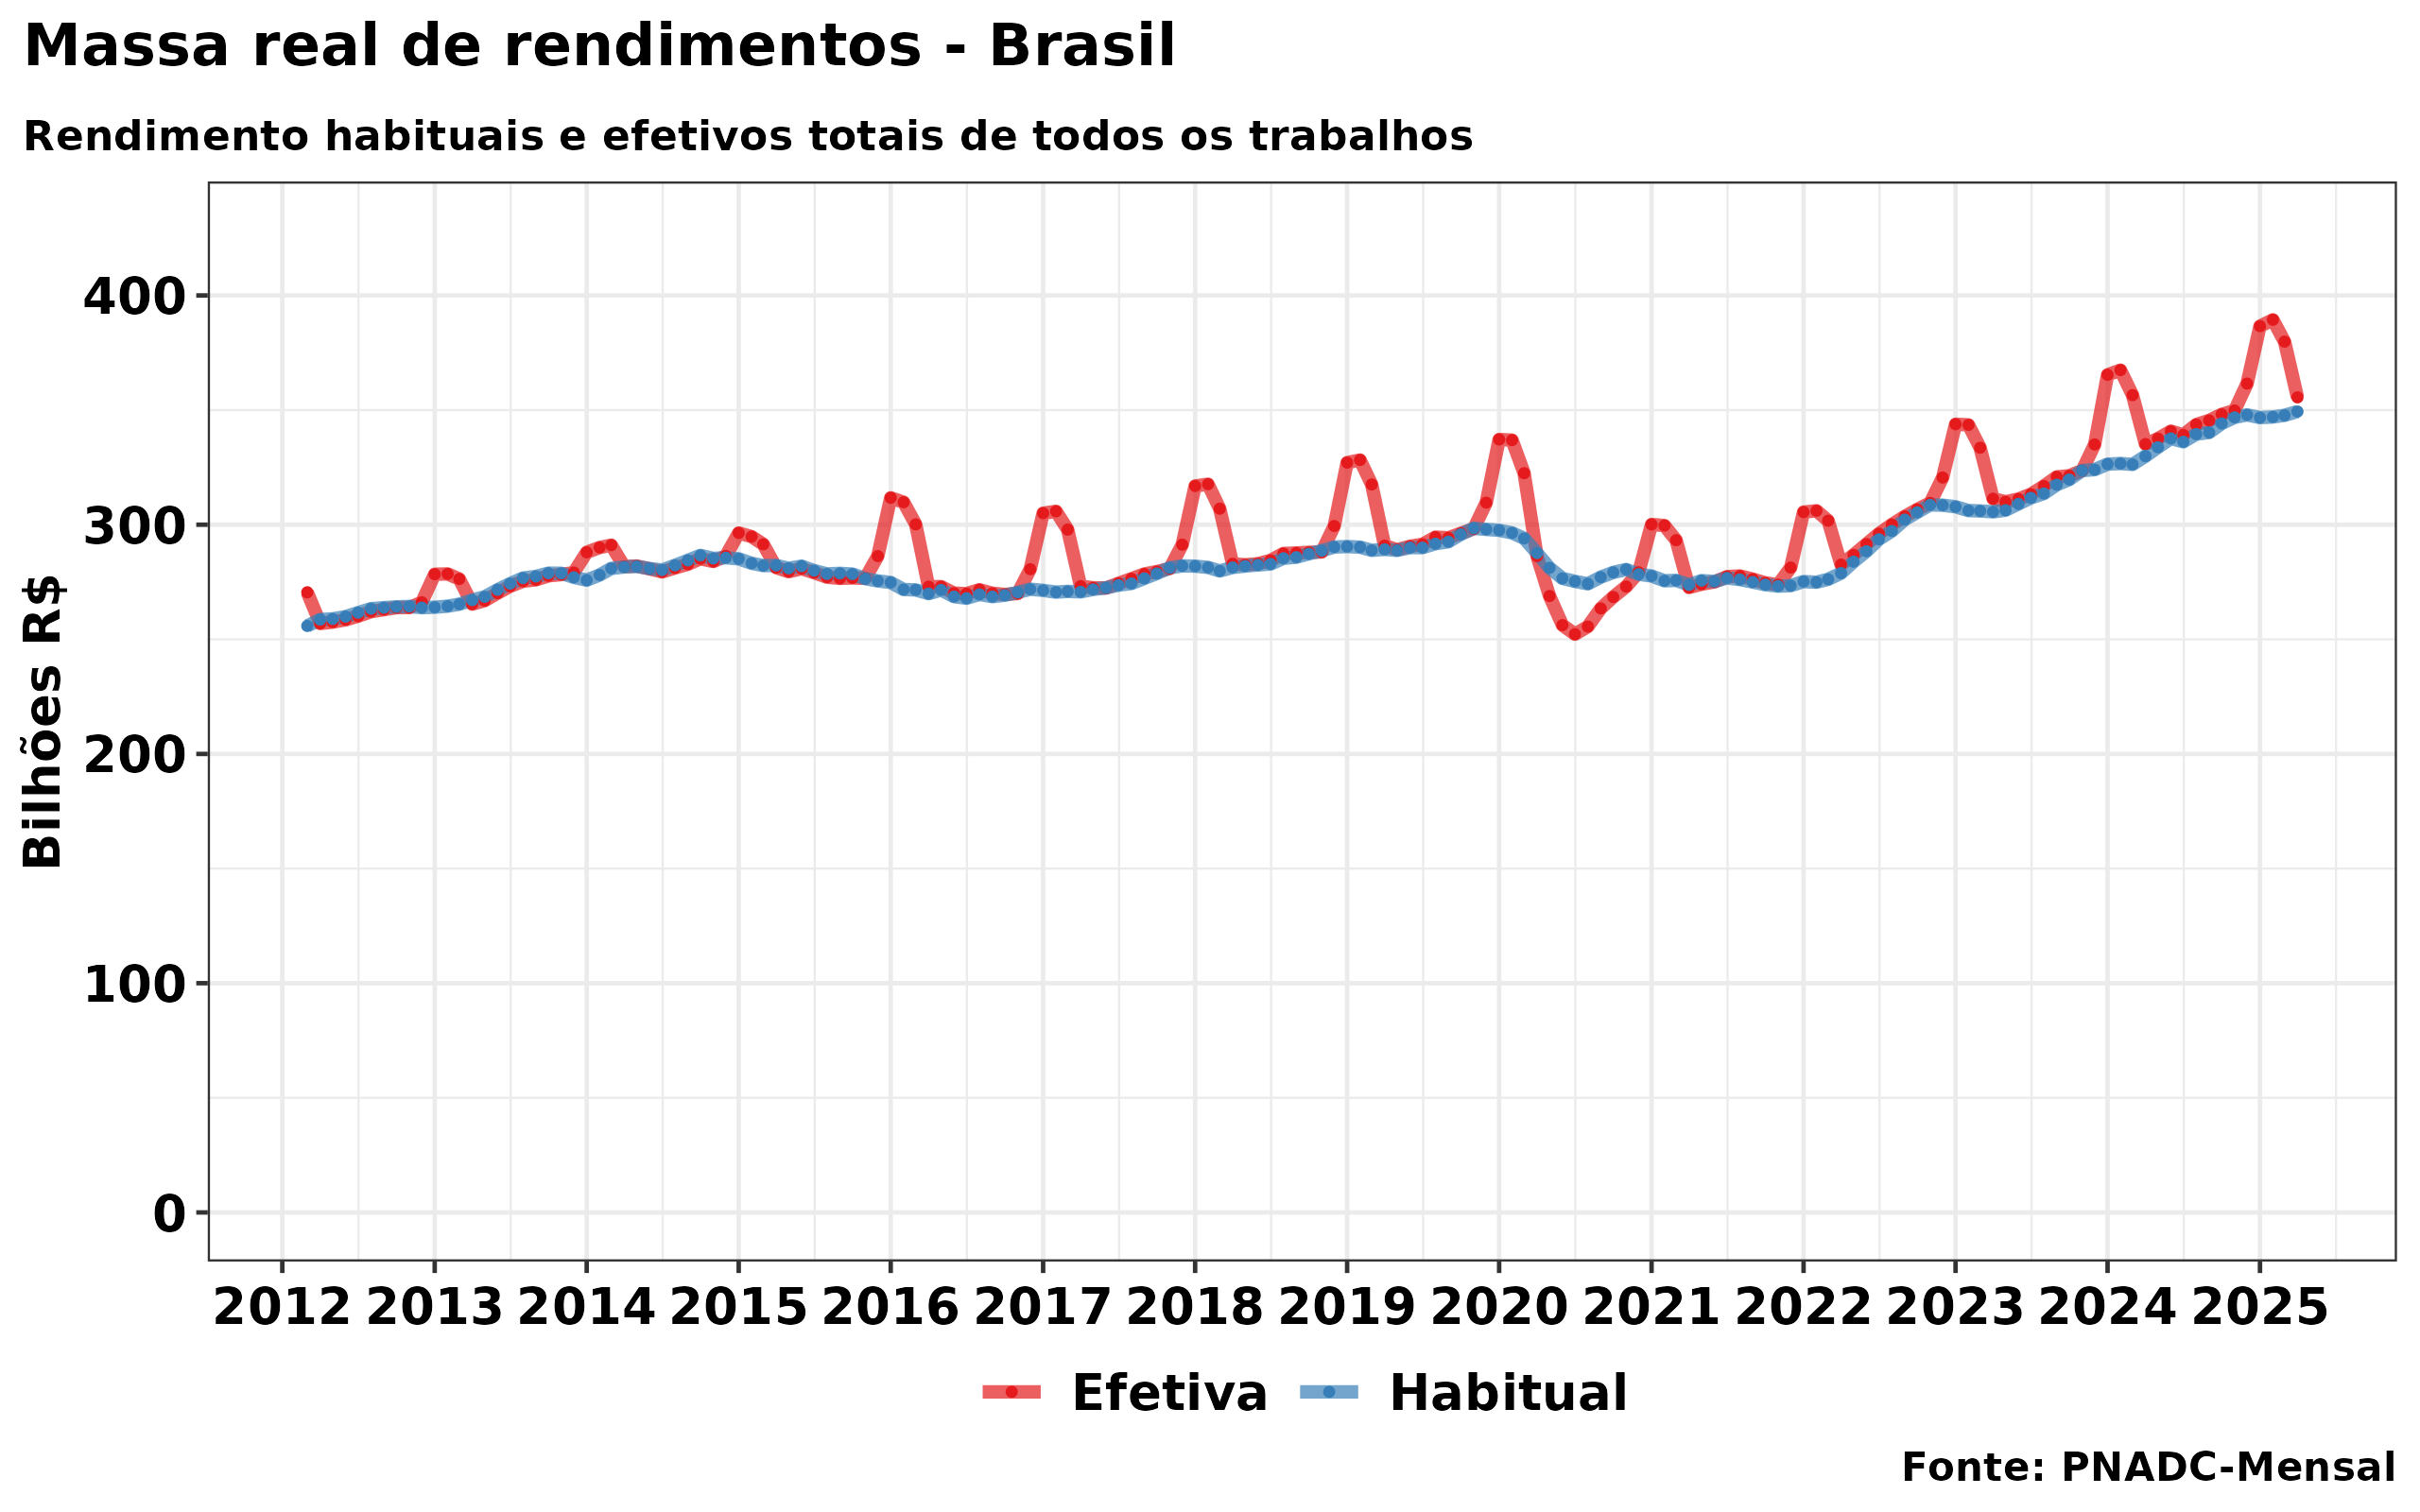 Massa real de rendimentos - Brasil
Rendimento habituais e efetivos totais de todos os trabalhos
Bilhões R$
400
300
200
100
0
2012 2013 2014 2015 2016 2017 2018 2019 2020 2021 2022 2023 2024 2025
Efetiva Habitual
Fonte: PNADC-Mensal